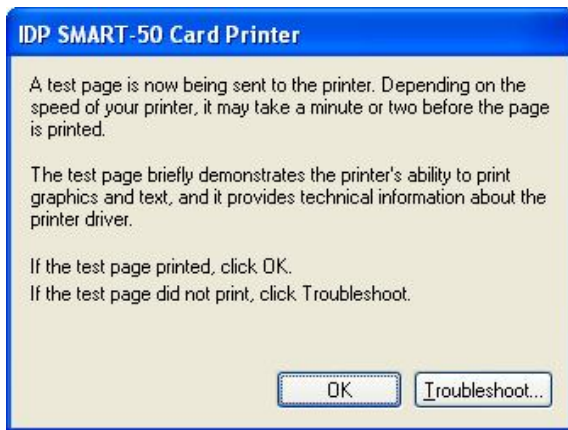 IDP SMART-50 Card Printer
A test page is now being sent to the printer. Depending on the
speed of your printer, it may take a minute or two before the page
is printed.
The test page briefly demonstrates the printer's ability to print
graphics and text, and it provides technical information about the
printer driver.
If the test page printed, click OK.
If the test page did not print, click Troubleshoot.
OK
Troubleshoot...